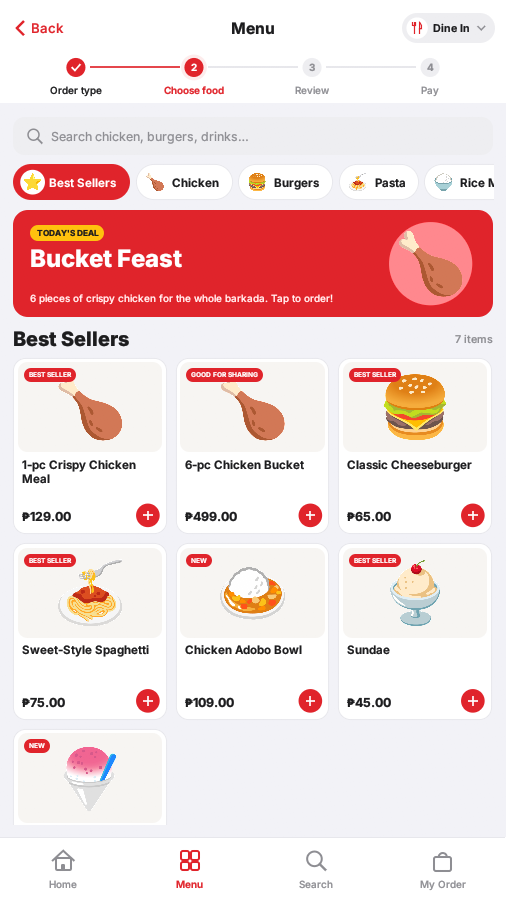 Back
Menu
Dine In
2
3
4
Order type
Choose food
Review
Pay
Search chicken, burgers, drinks...
Best Sellers
Chicken
Burgers
Pasta
Rice M
TODAY'S DEAL
Bucket Feast
6 pieces of crispy chicken for the whole barkada. Tap to order!
Best Sellers
7 items
BEST SELLER
1-pc Crispy Chicken
Meal
₱129.00
GOOD FOR SHARING
6-pc Chicken Bucket
₱499.00
BEST SELLER
Classic Cheeseburger
₱65.00
BEST SELLER
Sweet-Style Spaghetti
₱75.00
NEW
Chicken Adobo Bowl
₱109.00
BEST SELLER
Sundae
₱45.00
NEW
Home
Menu
Search
My Order